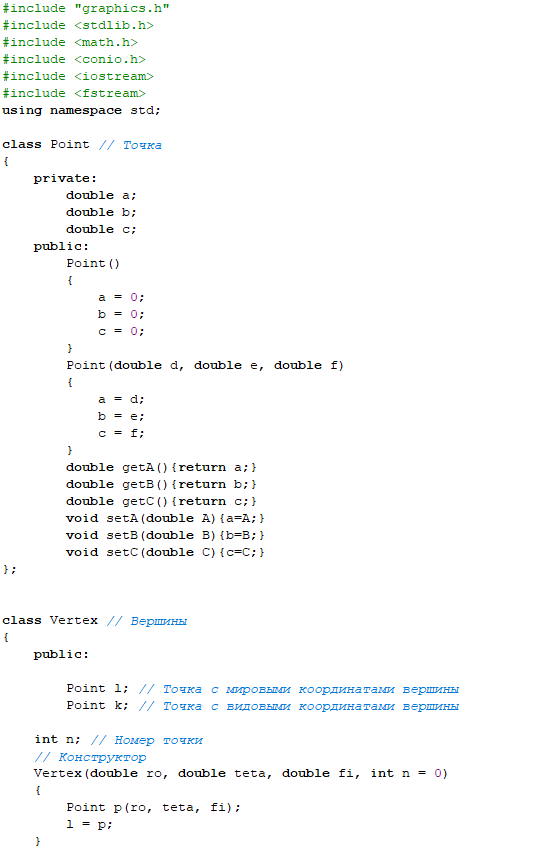 #include "graphics.h"
#include <stdlib.h>
#include <math.h>
#include <conio.h>
#include <iostream>
#include <fstream>
using namespace std;
class Point // Точка
{
private:
double a;
double b;
double c;
public:
Point()
{
a = 0;
b = 0;
c = 0;
}
Point(double d, double e, double f)
{
a = d;
b = e;
c = f;
}
double getA(){return a;}
double getB(){return b;}
double getC(){return c;}
void setA(double A){a=A;}
void setB(double B){b=B;}
void setC(double C){c=C;}
};
class Vertex // Вершины
{
public:
Point l; // Точка с мировыми координатами вершины
Point k; // Точка с видовыми координатами вершины
int n; // Номер точки
// Конструктор
Vertex(double ro, double teta, double fi, int n = 0)
{
Point p(ro, teta, fi);
l = p;
}